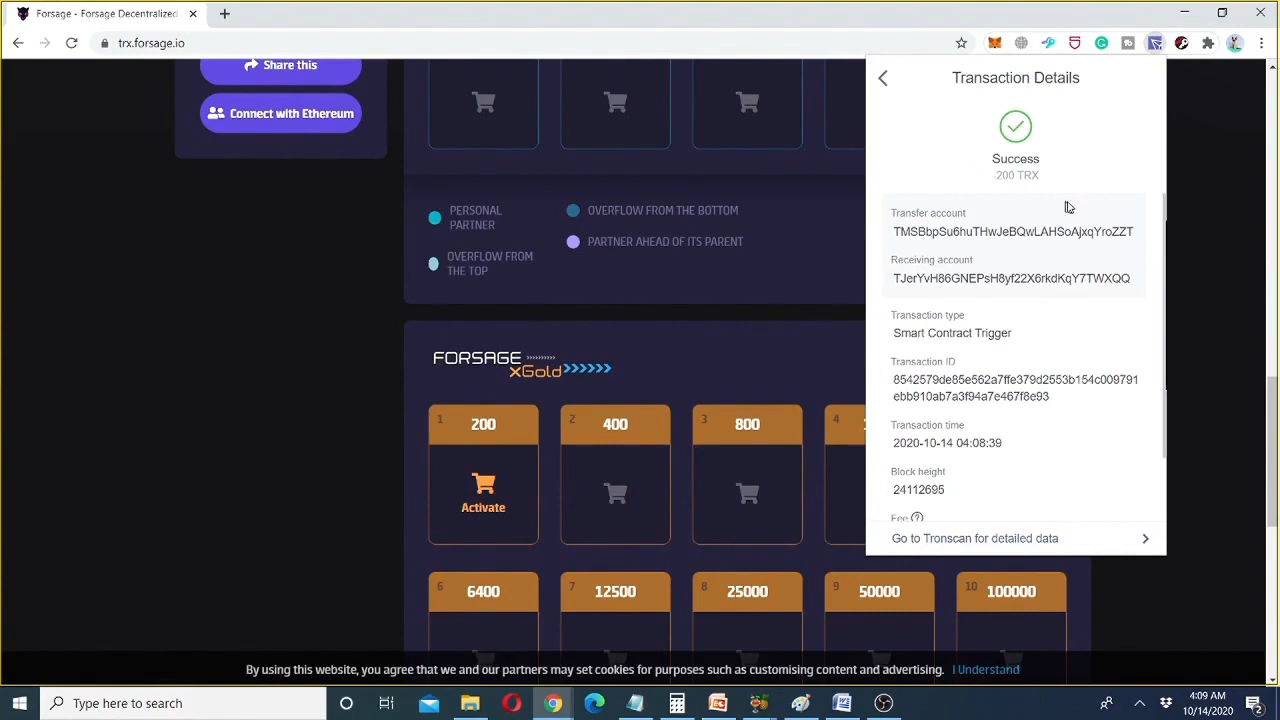 Forsage - Forsage Decentralized
trx.forsage.io
Share this
Connect with Ethereum
PERSONAL
PARTNER
OVERFLOW FROM
THE TOP
OVERFLOW FROM THE BOTTOM
PARTNER AHEAD OF ITS PARENT
FORSAGE
xGold
1 200
Activate
2 400
3 800
4
6 6400
7 12500
8 25000
9 50000
10 100000
Transaction Details
Success
-200 TRX
Transfer account
TMSBbpSu6huTHwJeBQwLAHSoAjxqYroZZT
Receiving account
TJerYvH86GNEPsH8yf22X6rkdKqY7TWXQQ
Transaction type
Smart Contract Trigger
Transaction ID
8542579de85e562a7ffe379d2553b154c009791
ebb910ab7a3f94a7e467f8e93
Transaction time
2020-10-14 04:08:39
Block height
24112695
Fee ?
Go to Tronscan for detailed data
By using this website, you agree that we and our partners may set cookies for purposes such as customising content and advertising. I Understand
Type here to search
4:09 AM
10/14/2020
2